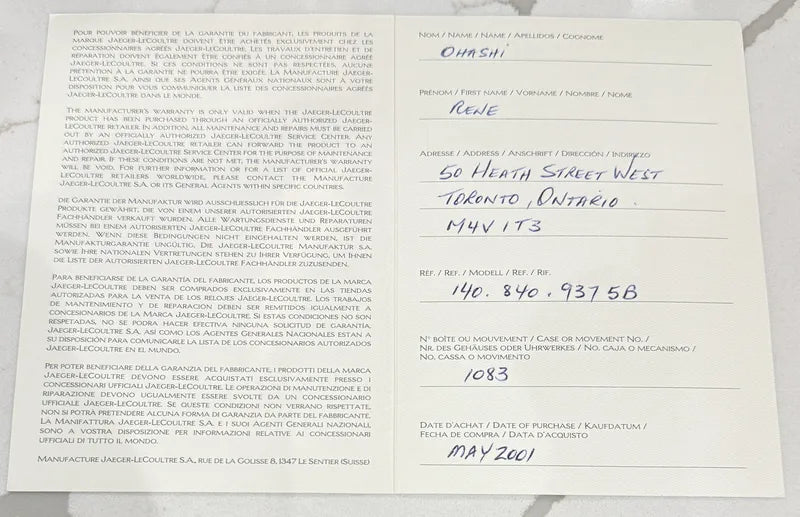 POUR POUVOIR BÉNÉFICIER DE LA GARANTIE DU FABRICANT, LES PRODUITS DE LA
MARQUE JAEGER-LECOULTRE DOIVENT ÊTRE ACHETÉS EXCLUSIVEMENT CHEZ LES
CONCESSIONNAIRES AGRÉÉS JAEGER-LECOULTRE. LES TRAVAUX D'ENTRETIEN ET DE
RÉPARATION DOIVENT ÉGALEMENT ÊTRE CONFIÉS À UN CONCESSIONNAIRE AGRÉÉ
JAEGER-LECOULTRE. SI CES CONDITIONS NE SONT PAS RESPECTÉES, AUCUNE
PRÉTENTION À LA GARANTIE NE POURRA ÊTRE EXIGÉE. LA MANUFACTURE JAEGER-
LECOULTRE S.A. AINSI QUE SES AGENTS GÉNÉRAUX NATIONAUX SONT À VOTRE
DISPOSITION POUR VOUS COMMUNIQUER LA LISTE DES CONCESSIONNAIRES AGRÉÉS
JAEGER-LECOULTRE DANS LE MONDE.
THE MANUFACTURER'S WARRANTY IS ONLY VALID WHEN THE JAEGER-LECOULTRE
PRODUCT HAS BEEN PURCHASED THROUGH AN OFFICIALLY AUTHORIZED JAEGER-
LECOULTRE RETAILER. IN ADDITION, ALL MAINTENANCE AND REPAIRS MUST BE CARRIED
OUT BY AN OFFICIALLY AUTHORIZED JAEGER-LECOULTRE SERVICE CENTER. ANY
AUTHORIZED JAEGER-LECOULTRE RETAILER CAN FORWARD THE PRODUCT TO AN
AUTHORIZED JAEGER-LECOULTRE SERVICE CENTER FOR THE PURPOSE OF MAINTENANCE
AND REPAIR. IF THESE CONDITIONS ARE NOT MET, THE MANUFACTURER'S WARRANTY
WILL BE VOID. FOR FURTHER INFORMATION OR FOR A LIST OF OFFICIAL JAEGER-
LECOULTRE RETAILERS WORLDWIDE, PLEASE CONTACT THE MANUFACTURE
JAEGER-LECOULTRE S.A. OR ITS GENERAL AGENTS WITHIN SPECIFIC COUNTRIES.
DIE GARANTIE DER MANUFAKTUR WIRD AUSSCHLIESSLICH FÜR DIE JAEGER-LECOULTRE
PRODUKTE GEWÄHRT, DIE VON EINEM UNSERER AUTORISIERTEN JAEGER-LECOULTRE
FACHHÄNDLER VERKAUFT WURDEN. ALLE WARTUNGSDIENSTE UND REPARATUREN
MÜSSEN BEI EINEM AUTORISIERTEN JAEGER-LECOULTRE FACHHÄNDLER AUSGEFÜHRT
WERDEN. WENN DIESE BEDINGUNGEN NICHT EINGEHALTEN WERDEN, IST DIE
MANUFAKTURGARANTIE UNGÜLTIG. DIE JAEGER-LECOULTRE MANUFAKTUR S.A.
SOWIE IHRE NATIONALEN VERTRETUNGEN STEHEN ZU IHRER VERFÜGUNG, UM IHNEN
DIE LISTE DER AUTORISIERTEN JAEGER-LECOULTRE FACHHÄNDLER ZUZUSENDEN.
PARA BENEFICIARSE DE LA GARANTÍA DEL FABRICANTE, LOS PRODUCTOS DE LA MARCA
JAEGER-LECOULTRE DEBEN SER COMPRADOS EXCLUSIVAMENTE EN LAS TIENDAS
AUTORIZADAS PARA LA VENTA DE LOS RELOJES JAEGER-LECOULTRE. LOS TRABAJOS
DE MANTENIMIENTO Y DE REPARACION DEBEN SER REMITIDOS IGUALMENTE A
CONCESIONARIOS DE LA MARCA JAEGER-LECOULTRE. SI ESTAS CONDICIONES NO SON
RESPETADAS, NO SE PODRA HACER EFECTIVA NINGUNA SOLICITUD DE GARANTÍA.
JAEGER-LECOULTRE S.A., ASÍ COMO LOS AGENTES GENERALES NACIONALES ESTAN A
SU DISPOSICIÓN PARA COMUNICARLE LA LISTA DE LOS CONCESIONARIOS AUTORIZADOS
JAEGER-LECOULTRE EN EL MUNDO.
PER POTER BENEFICIARE DELLA GARANZIA DEL FABBRICANTE, I PRODOTTI DELLA MARCA
JAEGER-LECOULTRE DEVONO ESSERE ACQUISTATI ESCLUSIVAMENTE PRESSO I
CONCESSIONARI UFFICIALI JAEGER-LECOULTRE. LE OPERAZIONI DI MANUTENZIONE E DI
RIPARAZIONE DEVONO UGUALMENTE ESSERE SVOLTE DA UN CONCESSIONARIO
UFFICIALE JAEGER-LECOULTRE. SE QUESTE CONDIZIONI NON VERRANO RISPETTATE,
NON SI POTRÀ PRETENDERE ALCUNA FORMA DI GARANZIA DA PARTE DEL FABBRICANTE.
LA MANIFATTURA JAEGER-LECOULTRE S.A. E I SUOI AGENTI GENERALI NAZIONALI,
SONO A VOSTRA DISPOSIZIONE PER INFORMAZIONI RELATIVE AI CONCESSIONARI
UFFICIALI DI TUTTO IL MONDO.
MANUFACTURE JAEGER-LECOULTRE S.A., RUE DE LA GOLISSE 8, 1347 LE SENTIER (SUISSE)
NOM / NAME / NAME / APELLIDOS / COGNOME
OHASHI
PRÉNOM / FIRST NAME / VORNAME / NOMBRE / NOME
RENE
ADRESSE / ADDRESS / ANSCHRIFT / DIRECCIÓN / INDIRIZZO
50 HEATH STREET WEST
TORONTO, ONTARIO.
M4V 1T3
RÉF. / REF. / MODELL / REF. / RIF.
140. 840. 937 5B
N° BOÎTE OU MOUVEMENT / CASE OR MOVEMENT NO. /
NR. DES GEHÄUSES ODER UHRWERKES / NO. CAJA O MECANISMO /
NO. CASSA O MOVIMENTO
1083
DATE D'ACHAT / DATE OF PURCHASE / KAUFDATUM /
FECHA DE COMPRA / DATA D'ACQUISTO
MAY 2001